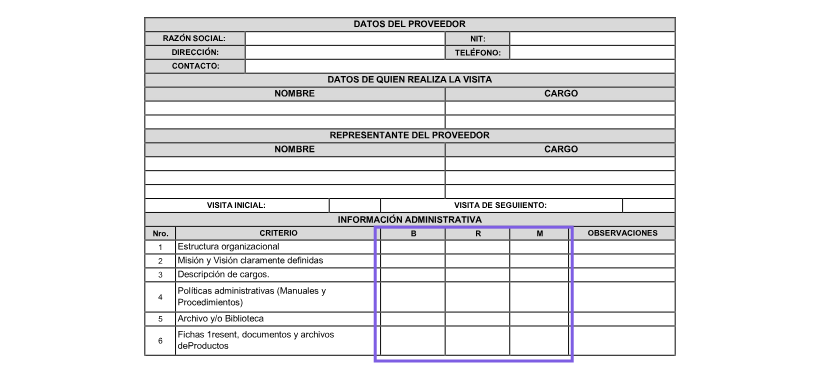 DATOS DEL PROVEEDOR
RAZÓN SOCIAL: NIT:
DIRECCIÓN: TELÉFONO:
CONTACTO:
DATOS DE QUIEN REALIZA LA VISITA
NOMBRE CARGO
REPRESENTANTE DEL PROVEEDOR
NOMBRE CARGO
VISITA INICIAL: VISITA DE SEGUIIENTO:
INFORMACIÓN ADMINISTRATIVA
Nro. CRITERIO B R M OBSERVACIONES
1 Estructura organizacional
2 Misión y Visión claramente definidas
3 Descripción de cargos.
4 Políticas administrativas (Manuales y
Procedimientos)
5 Archivo y/o Biblioteca
6 Fichas 1resent, documentos y archivos
deProductos